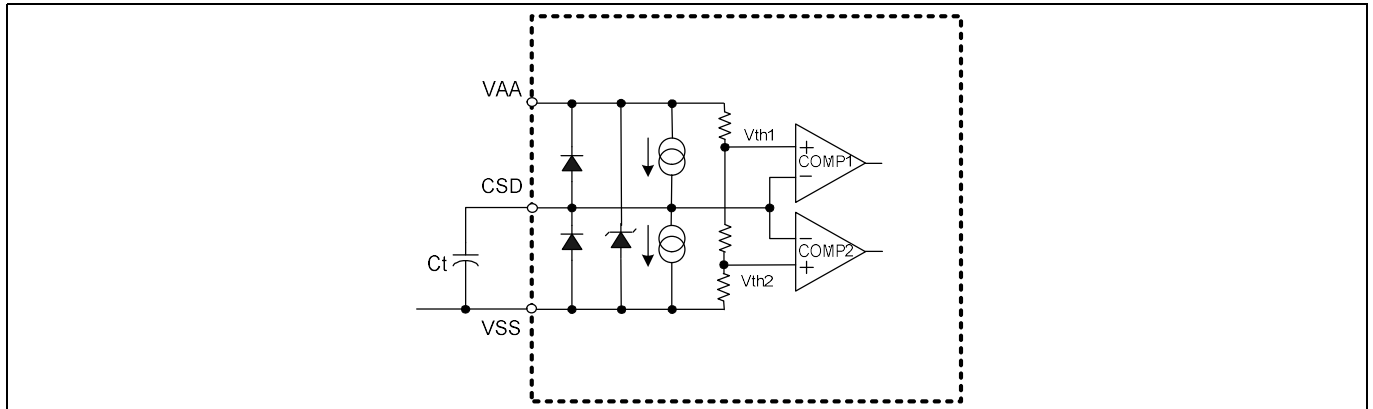 VAA
Vth1
+
COMP1
−
CSD
−
COMP2
+
Ct
Vth2
VSS